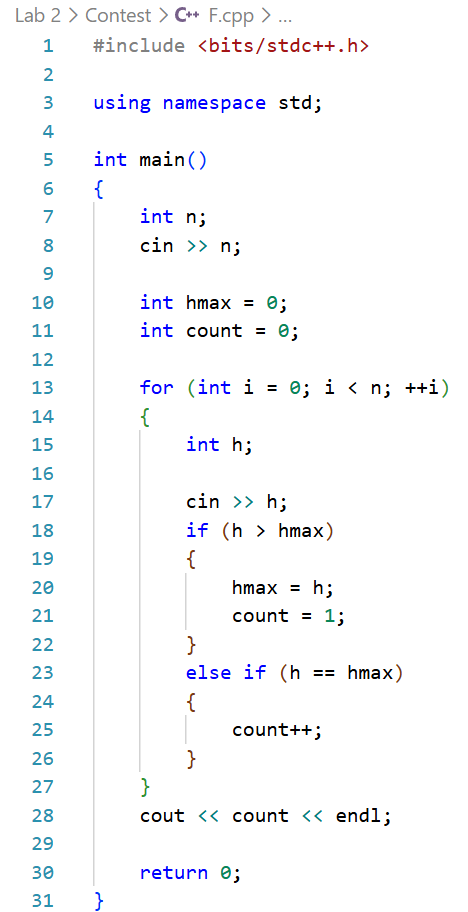 Lab 2 > Contest > C++ F.cpp > ...
1 #include <bits/stdc++.h>
2
3 using namespace std;
4
5 int main()
6 {
7     int n;
8     cin >> n;
9
10     int hmax = 0;
11     int count = 0;
12
13     for (int i = 0; i < n; ++i)
14     {
15         int h;
16
17         cin >> h;
18         if (h > hmax)
19         {
20             hmax = h;
21             count = 1;
22         }
23         else if (h == hmax)
24         {
25             count++;
26         }
27     }
28     cout << count << endl;
29
30     return 0;
31 }